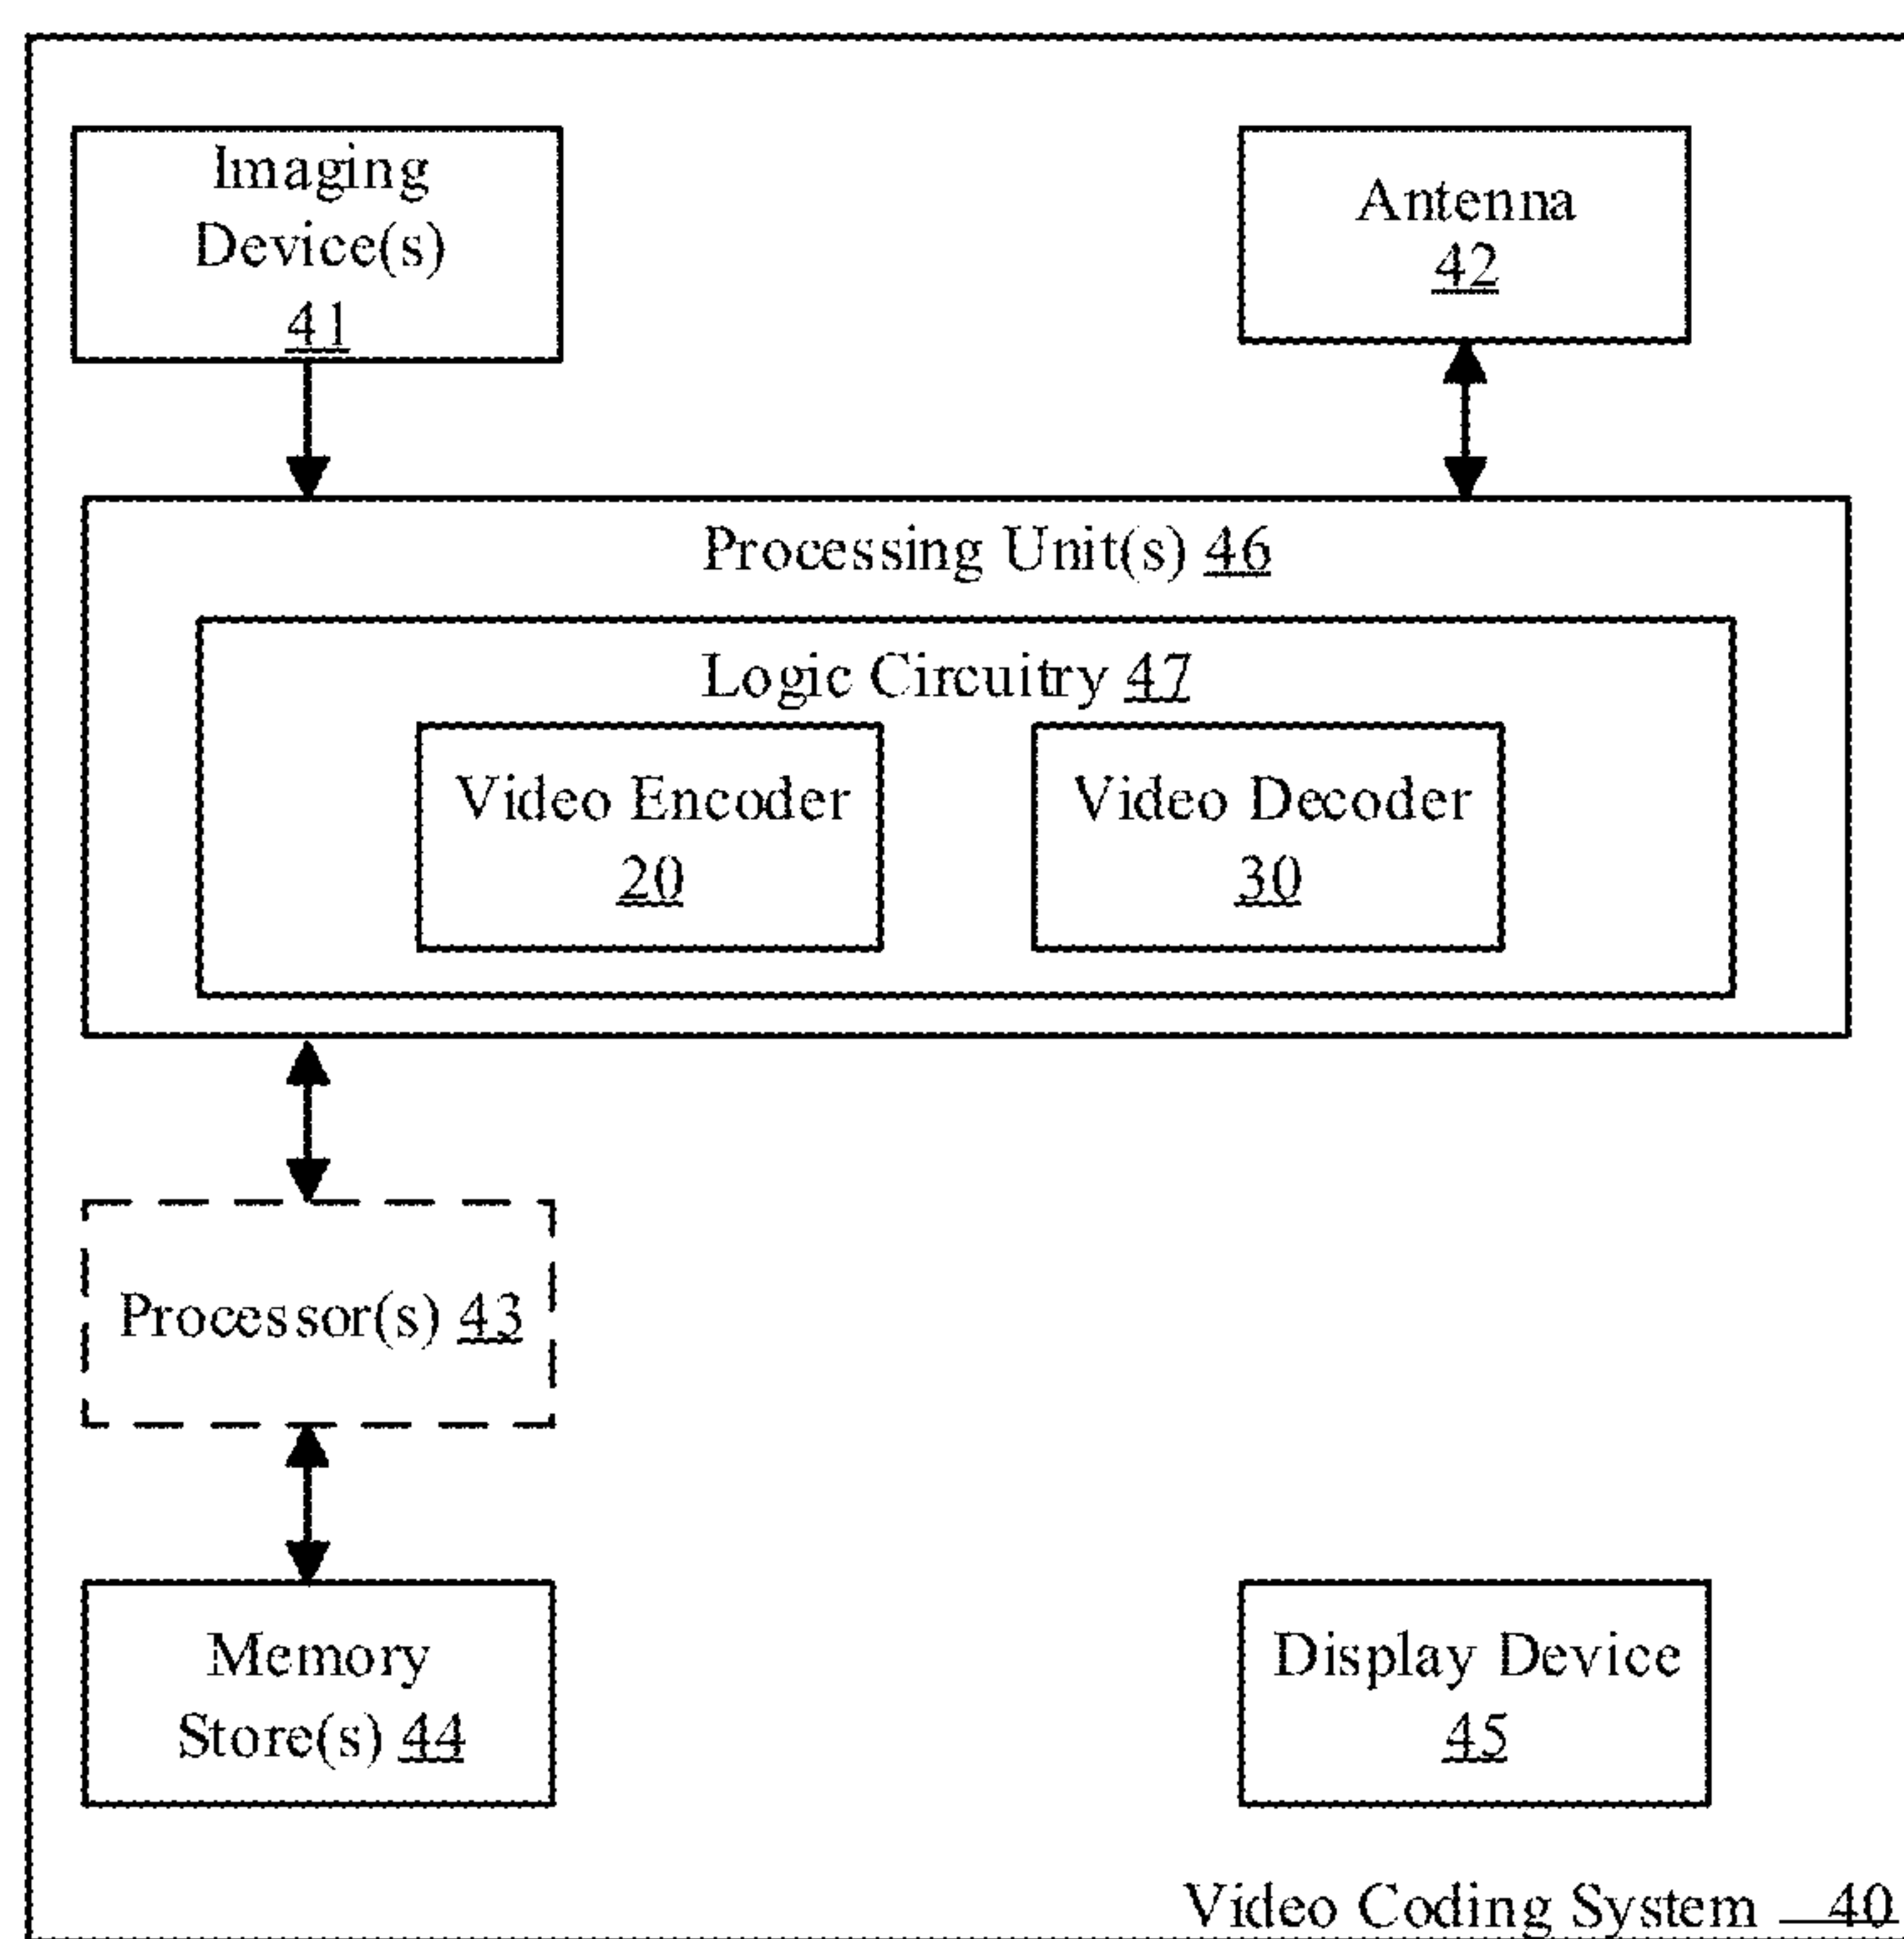 Imaging
Device(s)
41
Antenna
42
Processing Unit(s) 46
Logic Circuitry 47
Video Encoder
20
Video Decoder
30
Processor(s) 43
Memory
Store(s) 44
Display Device
45
Video Coding System 40